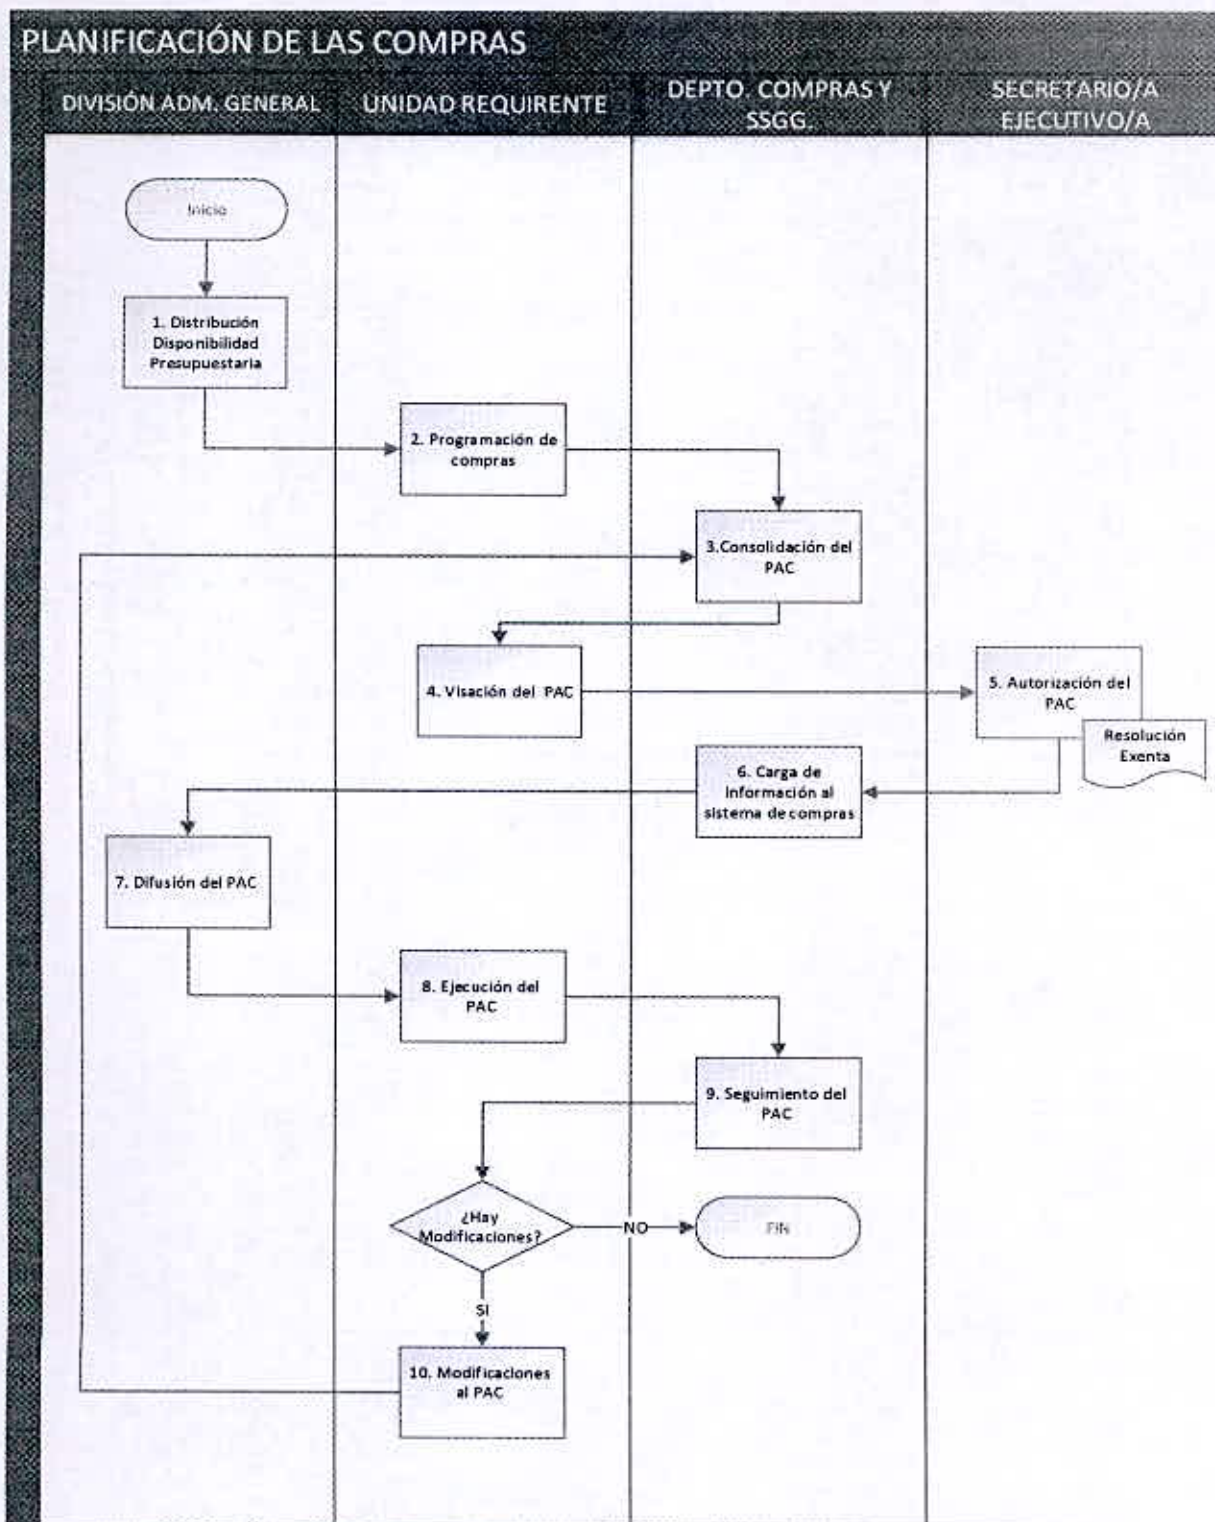 PLANIFICACIÓN DE LAS COMPRAS
DIVISIÓN ADM. GENERAL
UNIDAD REQUIRENTE
DEPTO. COMPRAS Y
SSGG.
SECRETARIO/A
EJECUTIVO/A
Inicio
1. Distribución
Disponibilidad
Presupuestaria
2. Programación de
compras
3.Consolidación del
PAC
4. Visación del PAC
5. Autorización del
PAC
Resolución
Exenta
6. Carga de
Información al
sistema de compras
7. Difusión del PAC
8. Ejecución del
PAC
9. Seguimiento del
PAC
¿Hay
Modificaciones?
NO
FIN
SI
10. Modificaciones
al PAC